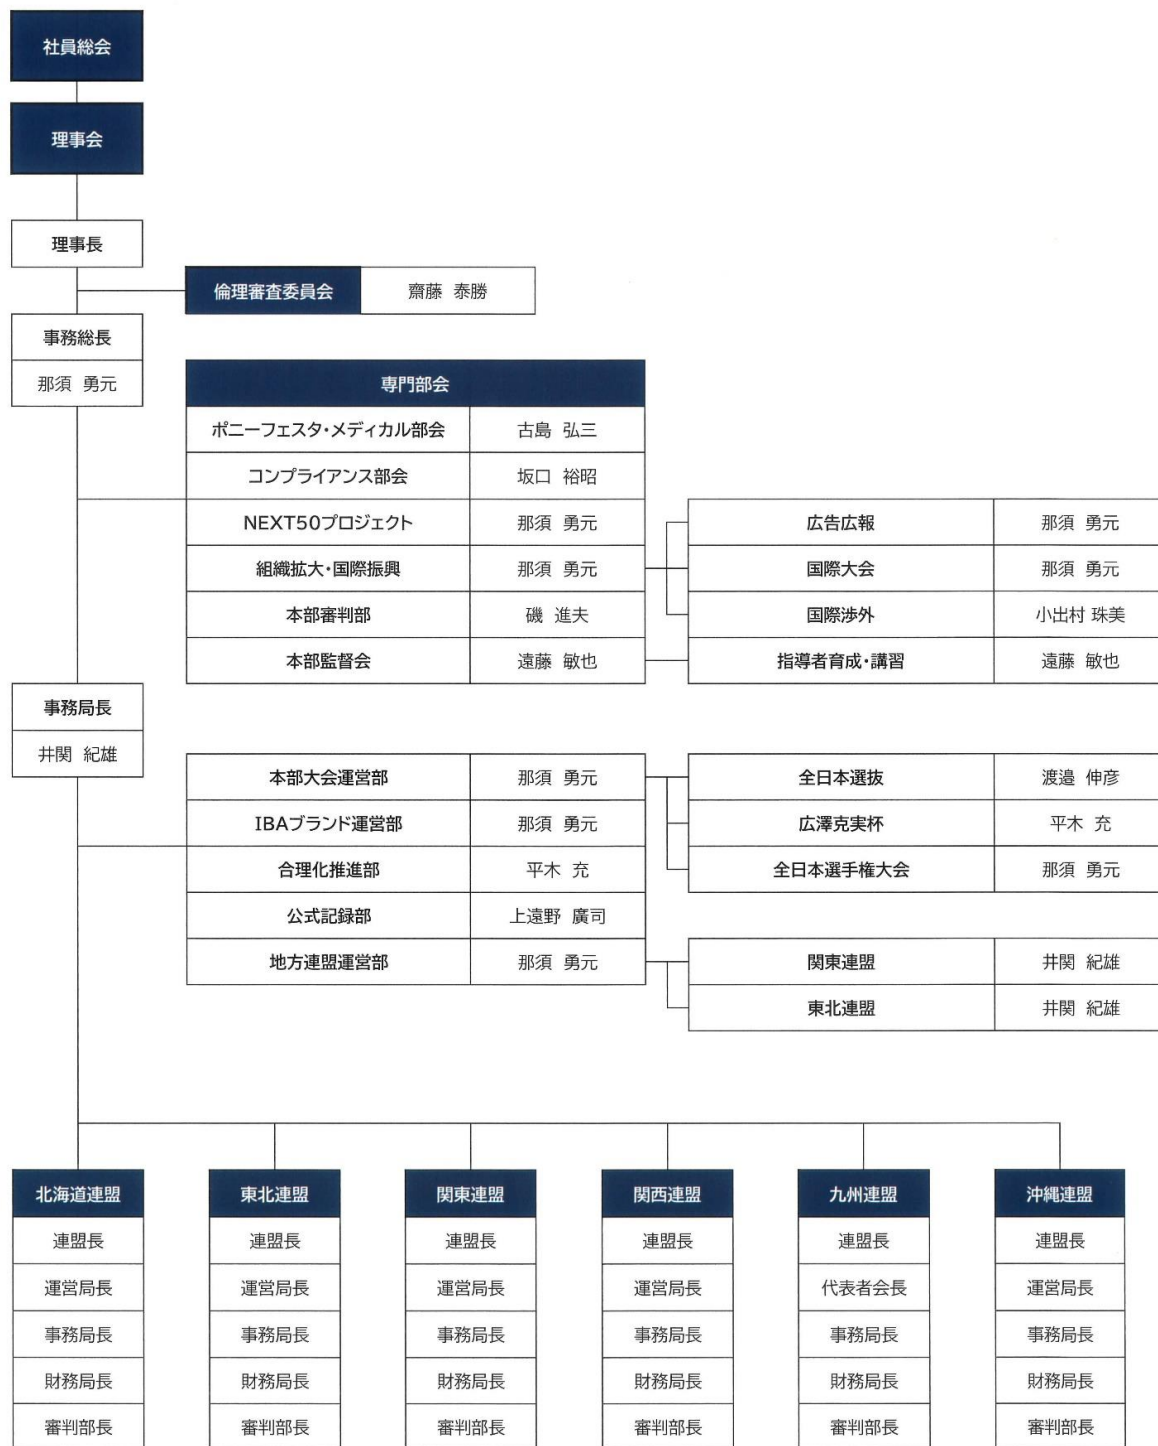 社員総会
理事会
理事長
倫理審査委員会 齋藤 泰勝
事務総長
那須 勇元
専門部会
ポニーフェスタ・メディカル部会 古島 弘三
コンプライアンス部会 坂口 裕昭
NEXT50プロジェクト 那須 勇元
組織拡大・国際振興 那須 勇元
本部審判部 磯 進夫
本部監督会 遠藤 敏也
広告広報 那須 勇元
国際大会 那須 勇元
国際渉外 小出村 珠美
指導者育成・講習 遠藤 敏也
事務局長
井関 紀雄
本部大会運営部 那須 勇元
IBAブランド運営部 那須 勇元
合理化推進部 平木 充
公式記録部 上遠野 廣司
地方連盟運営部 那須 勇元
全日本選抜 渡邉 伸彦
広澤克実杯 平木 充
全日本選手権大会 那須 勇元
関東連盟 井関 紀雄
東北連盟 井関 紀雄
北海道連盟 東北連盟 関東連盟 関西連盟 九州連盟 沖縄連盟
連盟長 連盟長 連盟長 連盟長 連盟長 連盟長
運営局長 運営局長 運営局長 運営局長 代表者会長 運営局長
事務局長 事務局長 事務局長 事務局長 事務局長 事務局長
財務局長 財務局長 財務局長 財務局長 財務局長 財務局長
審判部長 審判部長 審判部長 審判部長 審判部長 審判部長